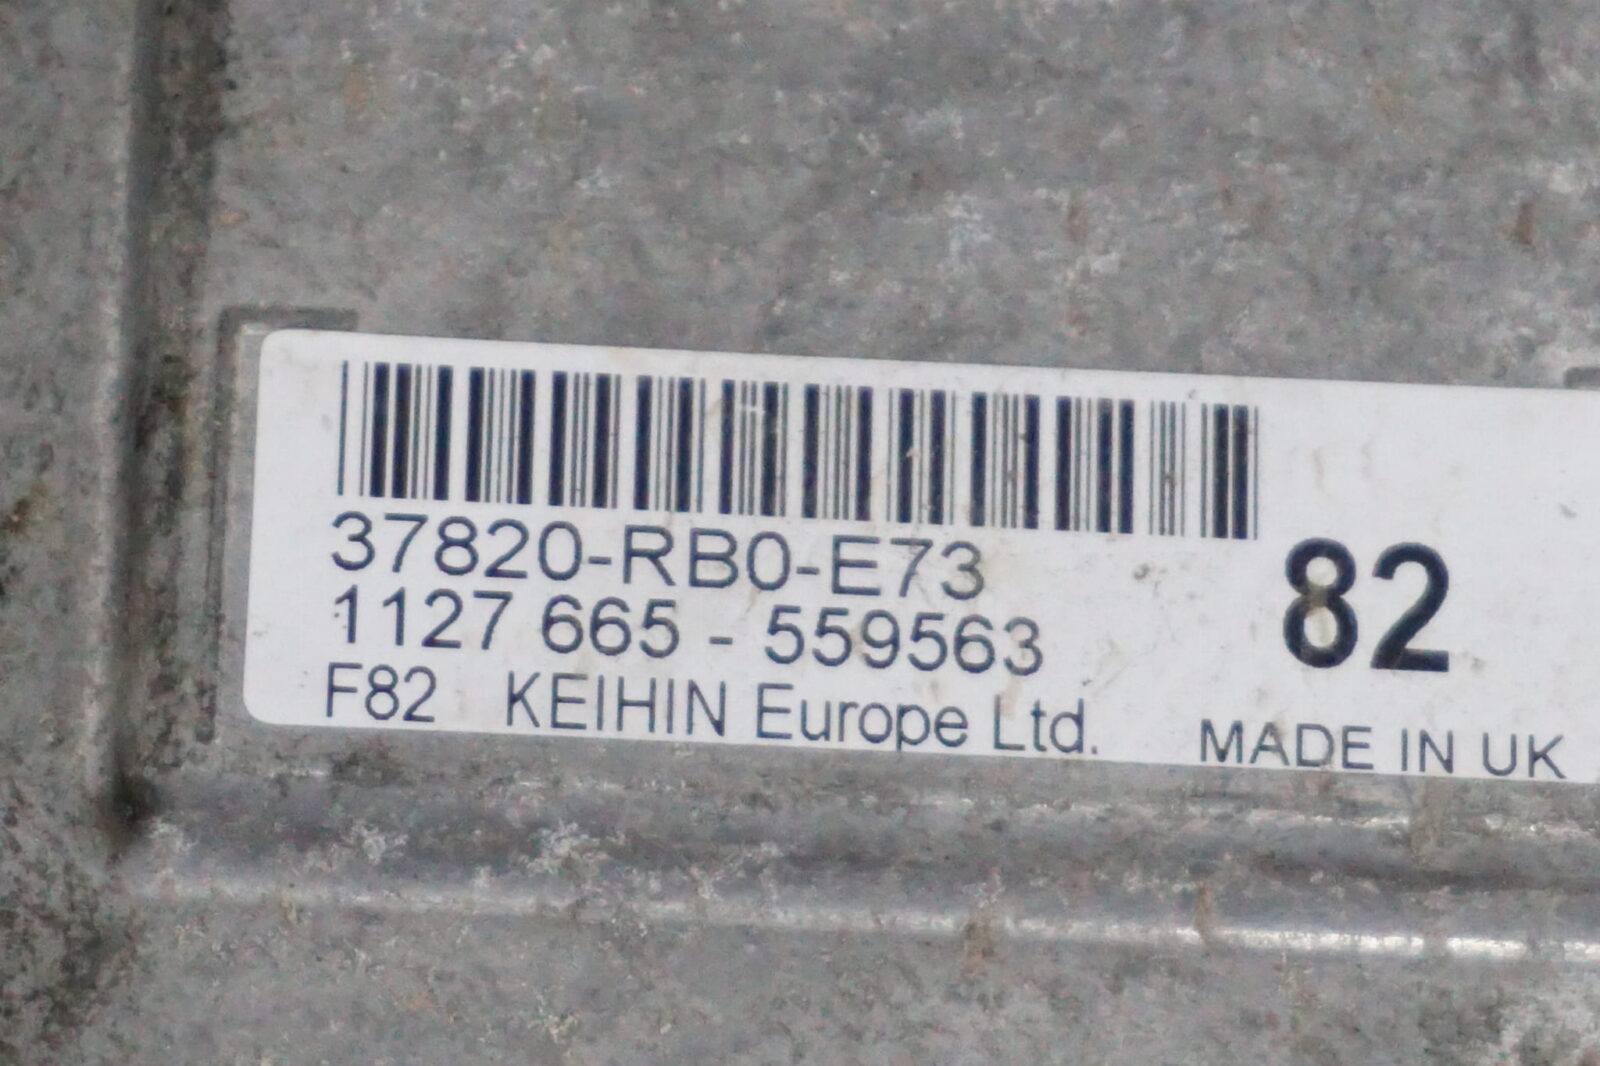 37820-RB0-E73
82
1127 665 - 559563
F82 KEIHIN Europe Ltd. MADE IN UK